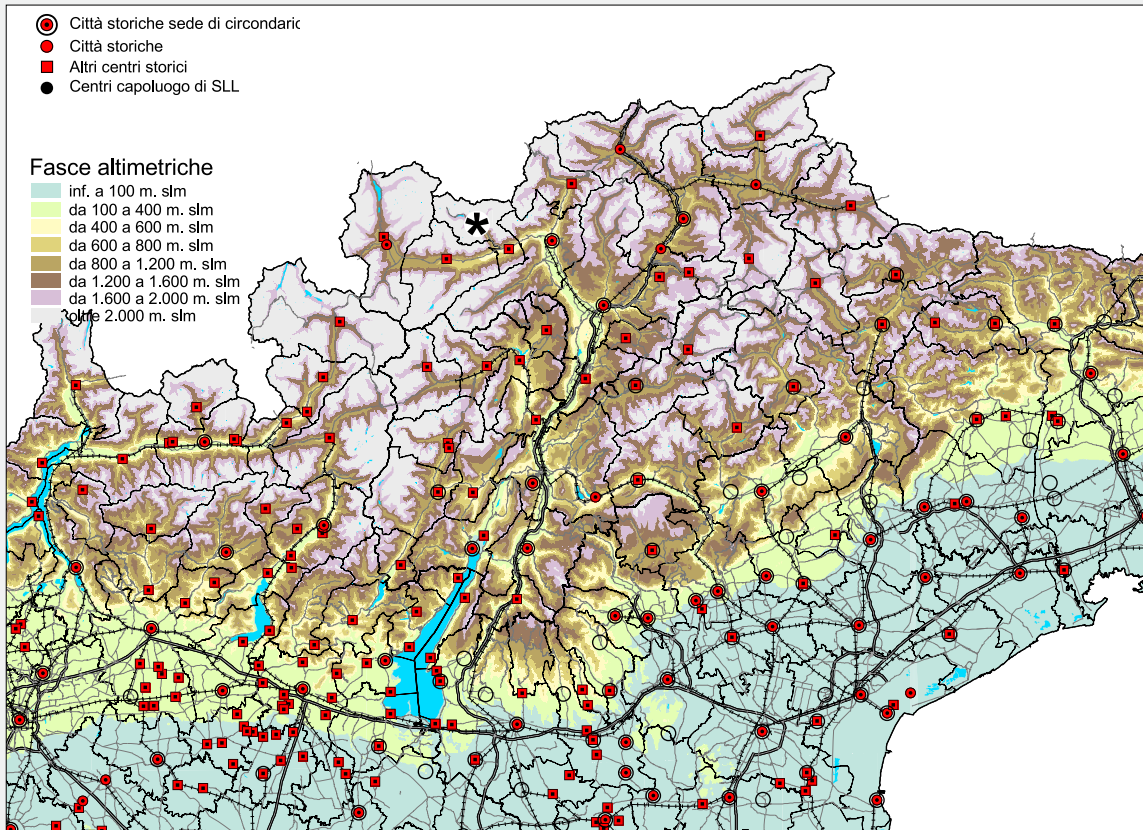 Città storiche sede di circondaric
Città storiche
Altri centri storici
Centri capoluogo di SLL
Fasce altimetriche
inf. a 100 m. slm
da 100 a 400 m. slm
da 400 a 600 m. slm
da 600 a 800 m. slm
da 800 a 1.200 m. slm
da 1.200 a 1.600 m. slm
da 1.600 a 2.000 m. slm
oltre 2.000 m. slm
*